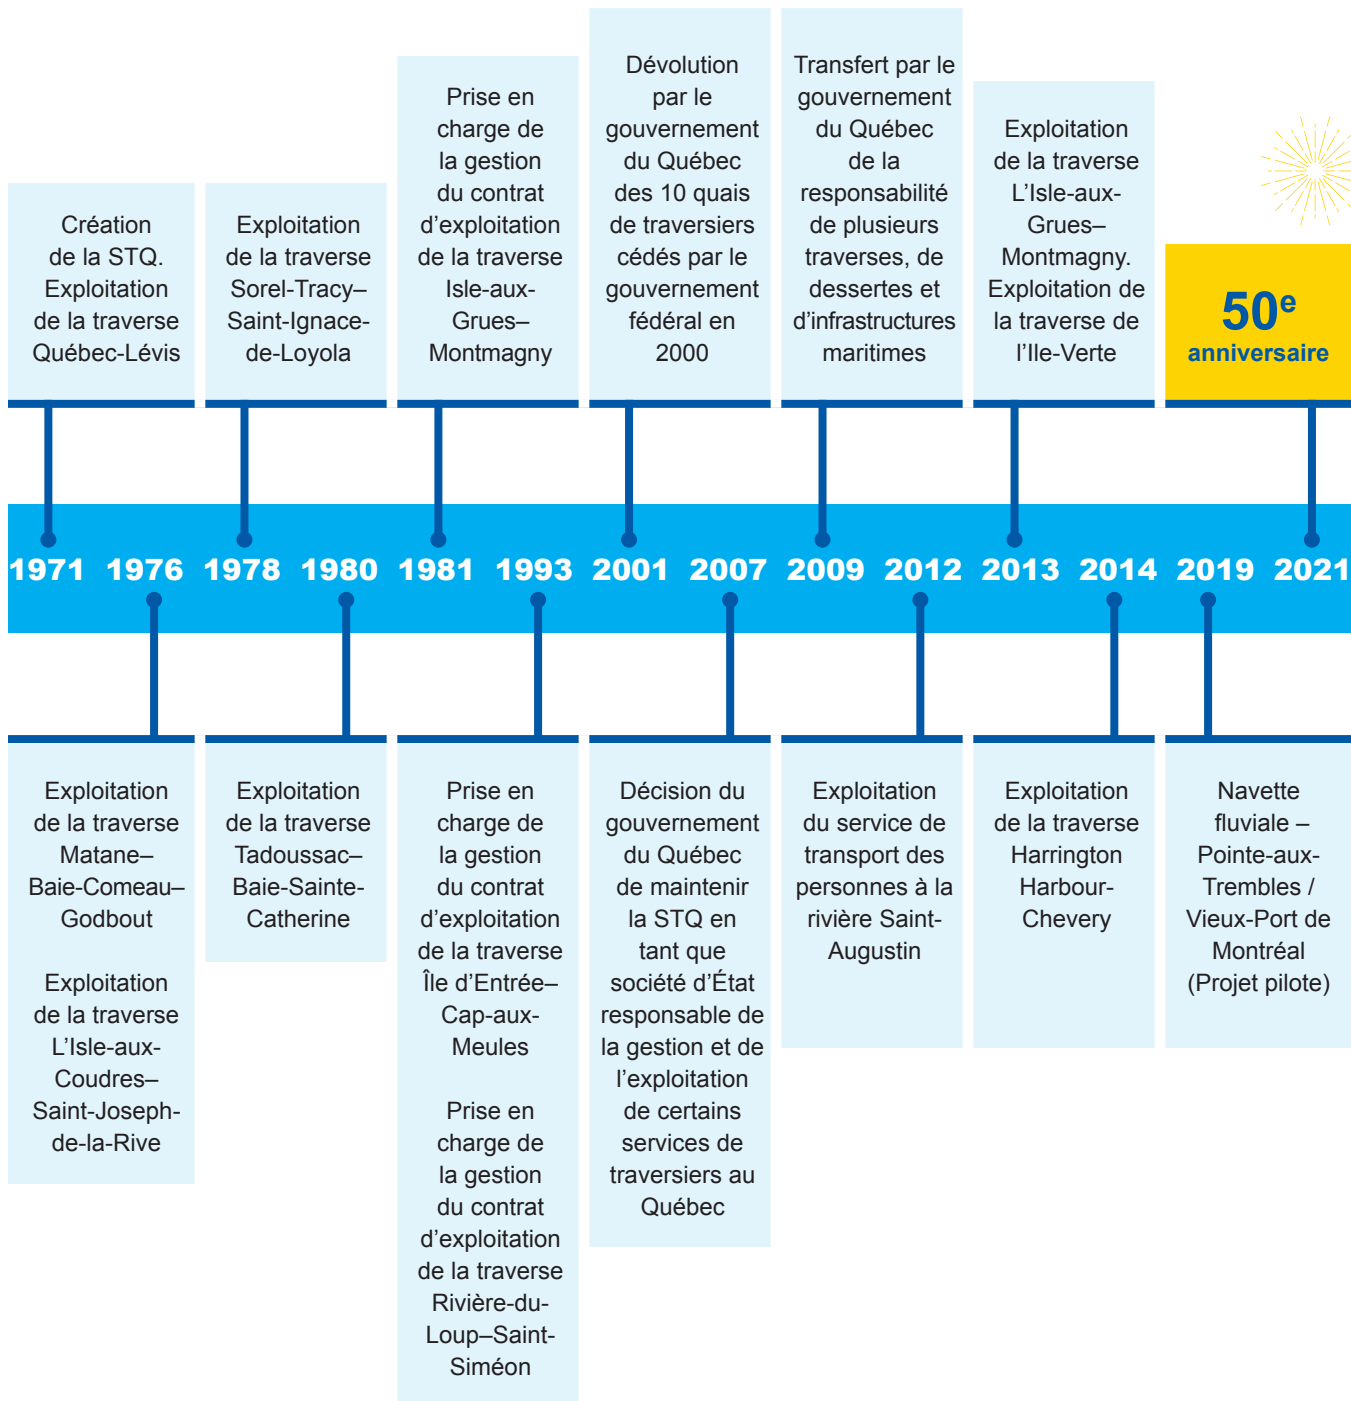 Création
de la STQ.
Exploitation
de la traverse
Québec-Lévis
Exploitation
de la traverse
Sorel-Tracy–
Saint-Ignace-
de-Loyola
Prise en
charge de
la gestion
du contrat
d’exploitation
de la traverse
Isle-aux-
Grues–
Montmagny
Dévolution
par le
gouvernement
du Québec
des 10 quais
de traversiers
cédés par le
gouvernement
fédéral en
2000
Transfert par le
gouvernement
du Québec
de la
responsabilité
de plusieurs
traverses, de
dessertes et
d’infrastructures
maritimes
Exploitation
de la traverse
L’Isle-aux-
Grues–
Montmagny.
Exploitation de
la traverse de
l’Ile-Verte
50e
anniversaire
1971 1976 1978 1980 1981 1993 2001 2007 2009 2012 2013 2014 2019 2021
Exploitation
de la traverse
Matane–
Baie-Comeau–
Godbout
Exploitation
de la traverse
L’Isle-aux-
Coudres–
Saint-Joseph-
de-la-Rive
Exploitation
de la traverse
Tadoussac–
Baie-Sainte-
Catherine
Prise en
charge de
la gestion
du contrat
d’exploitation
de la traverse
Île d’Entrée–
Cap-aux-
Meules
Prise en
charge de
la gestion
du contrat
d’exploitation
de la traverse
Rivière-du-
Loup–Saint-
Siméon
Décision du
gouvernement
du Québec
de maintenir
la STQ en
tant que
société d’État
responsable de
la gestion et de
l’exploitation
de certains
services de
traversiers au
Québec
Exploitation
du service de
transport des
personnes à la
rivière Saint-
Augustin
Exploitation
de la traverse
Harrington
Harbour-
Chevery
Navette
fluviale –
Pointe-aux-
Trembles /
Vieux-Port de
Montréal
(Projet pilote)